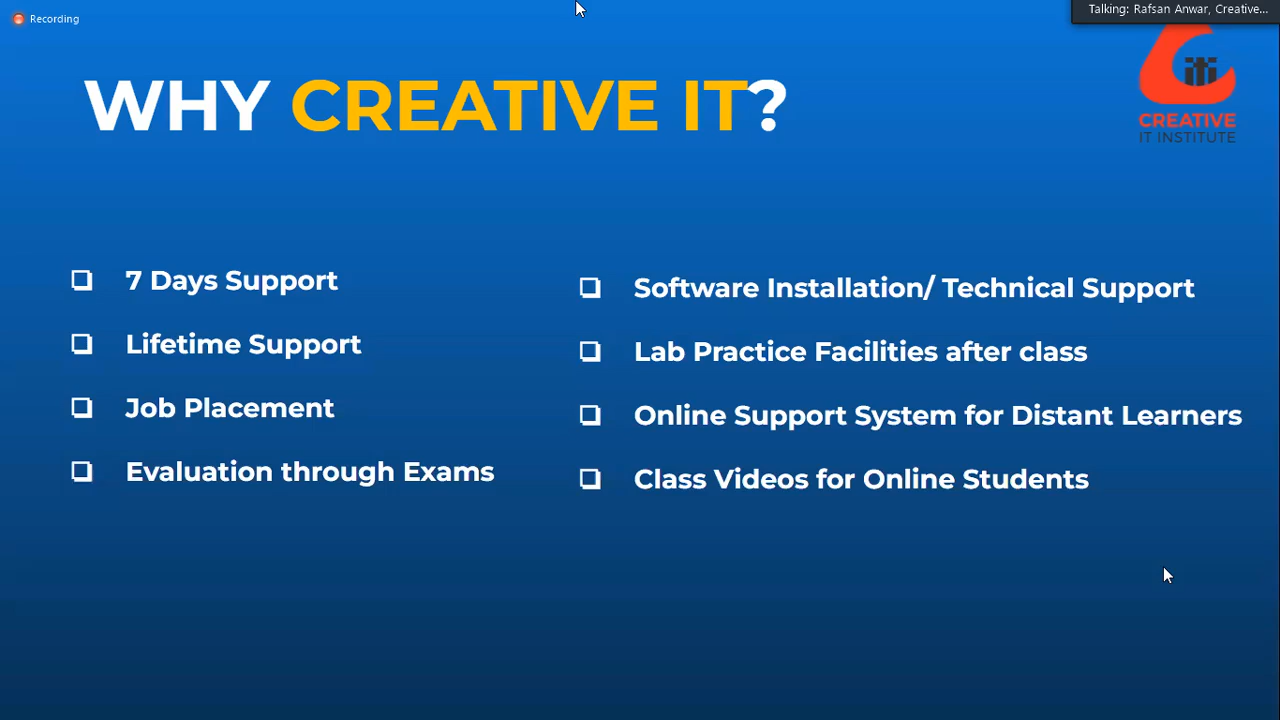 Recording
Talking: Rafsan Anwar, Creative...
WHY CREATIVE IT?
iti
CREATIVE
IT INSTITUTE
❑ 7 Days Support
❑ Lifetime Support
❑ Job Placement
❑ Evaluation through Exams
❑ Software Installation/ Technical Support
❑ Lab Practice Facilities after class
❑ Online Support System for Distant Learners
❑ Class Videos for Online Students